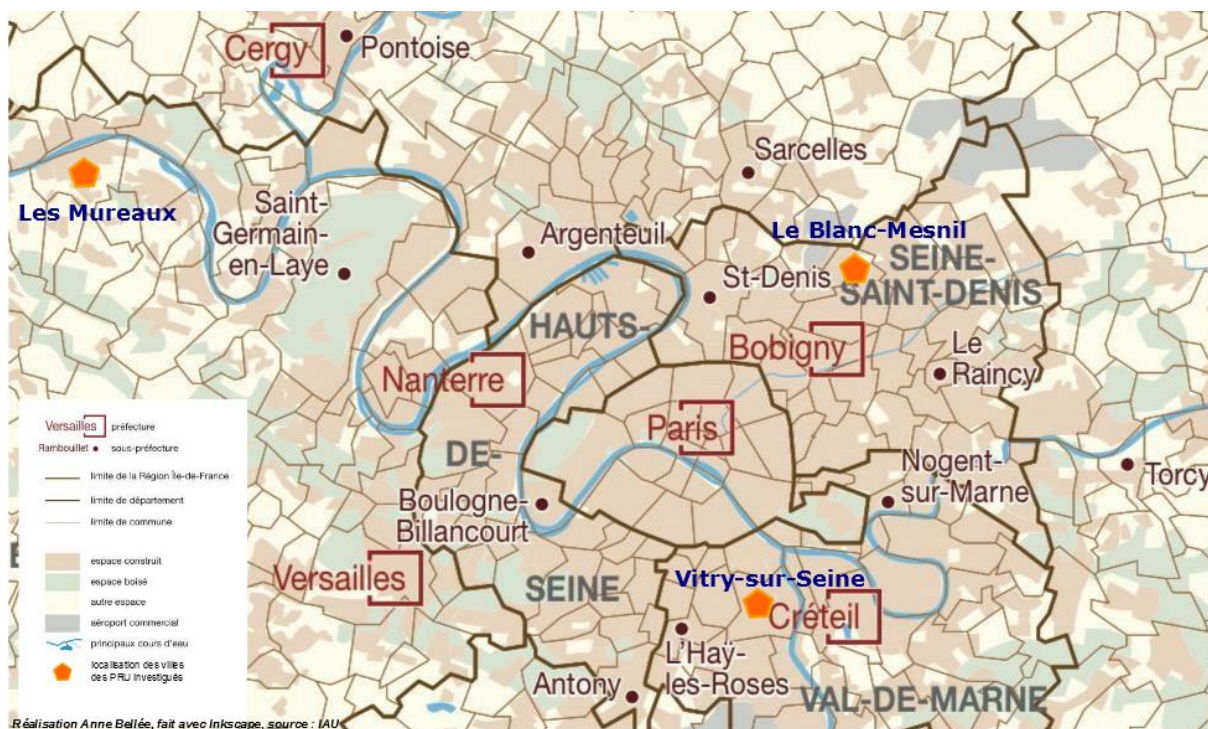 Cergy
Pontoise
Sarcelles
Les Mureaux
Saint-
Germain-
en-Laye
Argenteuil
Le Blanc-Mesnil
St-Denis
SEINE-
SAINT-DENIS
HAUTS-
Bobigny
Le
Raincy
Nanterre
Paris
DE-
Nogent-
sur-Marne
Torcy
Boulogne-
Billancourt
Versailles
SEINE
Vitry-sur-Seine
Créteil
L'Haÿ-
les-Roses
Antony
VAL-DE-MARNE
Versailles préfecture
Rambouillet sous-préfecture
limite de la Région Île-de-France
limite de département
limite de commune
espace construit
espace boisé
autre espace
aéroport commercial
principaux cours d'eau
localisation des villes
des PRU investigués
Réalisation Anne Bellée, fait avec Inkscape, source : IAU